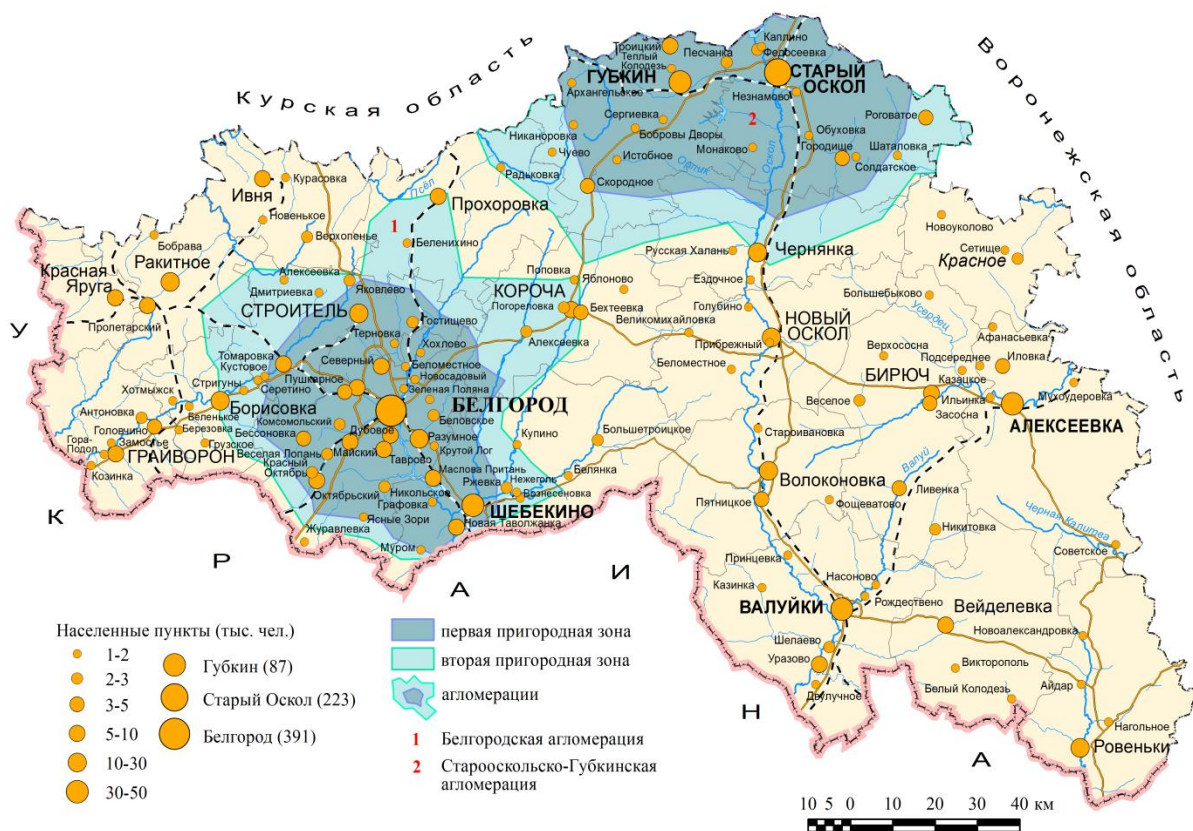 Курская область
Воронежская область
УКРАИНА
Каплино
Федосеевка
Троицкий
Теплый
Колодезь
Песчанка
ГУБКИН
СТАРЫЙ
ОСКОЛ
Архангельское
Незнамово
Роговатое
Сергиевка
2
Никаноровка
Бобровы Дворы
Обуховка
Чуево
Истобное
Монаково
Городище
Шаталовка
Солдатское
Радьковка
Орлик
Оскол
Скородное
Курасовка
Ивня
Псёл
Прохоровка
Новенькое
1
Верхопенье
Беленихино
Бобрава
Ракитное
Красная
Яруга
Пролетарский
Русская Халань
Чернянка
Новоуколово
Сетище
Красное
Алексеевка
Яковлево
Дмитриевка
СТРОИТЕЛЬ
Гостищево
Поповка
Яблоново
КОРОЧА
Погореловка
Бехтеевка
Ездочное
Голубино
Большебыково
Великомихайловка
НОВЫЙ
ОСКОЛ
Усердец
Афанасьевка
Терновка
Хохлово
Алексеевка
Прибрежный
Верхососна
Подсереднее
Иловка
Томаровка
Кустовое
Северный
Беломестное
Новосадовый
Беломестное
БИРЮЧ
Казацкое
Стригуны
Пушкарное
Зеленая Поляна
Серетино
Мухоудеровка
Хотмыжск
Борисовка
БЕЛГОРОД
Веселое
Ильинка
Засосна
АЛЕКСЕЕВКА
Антоновка
Беленькое
Комсомольский
Беловское
Головчино
Березовка
Бессоновка
Дубовое
Разумное
Купино
Большетроицкое
Староивановка
Гора-
Подол
Замостье
Грузское
Веселая Лопань
Майский
Крутой Лог
ГРАЙВОРОН
Красный
Октябрь
Таврово
Маслова Пристань
Валуй
Козинка
Ржевка
Нежеголь
Белянка
Волоконовка
Октябрьский
Никольское
Вознесеновка
Ливенка
Графовка
ШЕБЕКИНО
Пятницкое
Фощеватово
Черная Калитва
Журавлевка
Ясные Зори
Новая Таволжанка
Никитовка
Муром
Советское
Принцевка
Казинка
Насоново
ВАЛУЙКИ
Рождествено
Вейделевка
Новоалександровка
Шелаево
Уразово
Викторополь
Двулучное
Белый Колодезь
Айдар
Нагольное
Ровеньки
Населенные пункты (тыс. чел.)
1-2
2-3
3-5
5-10
10-30
30-50
Губкин (87)
Старый Оскол (223)
Белгород (391)
первая пригородная зона
вторая пригородная зона
агломерации
1 Белгородская агломерация
2 Старооскольско-Губкинская
агломерация
10 5 0 10 20 30 40 км